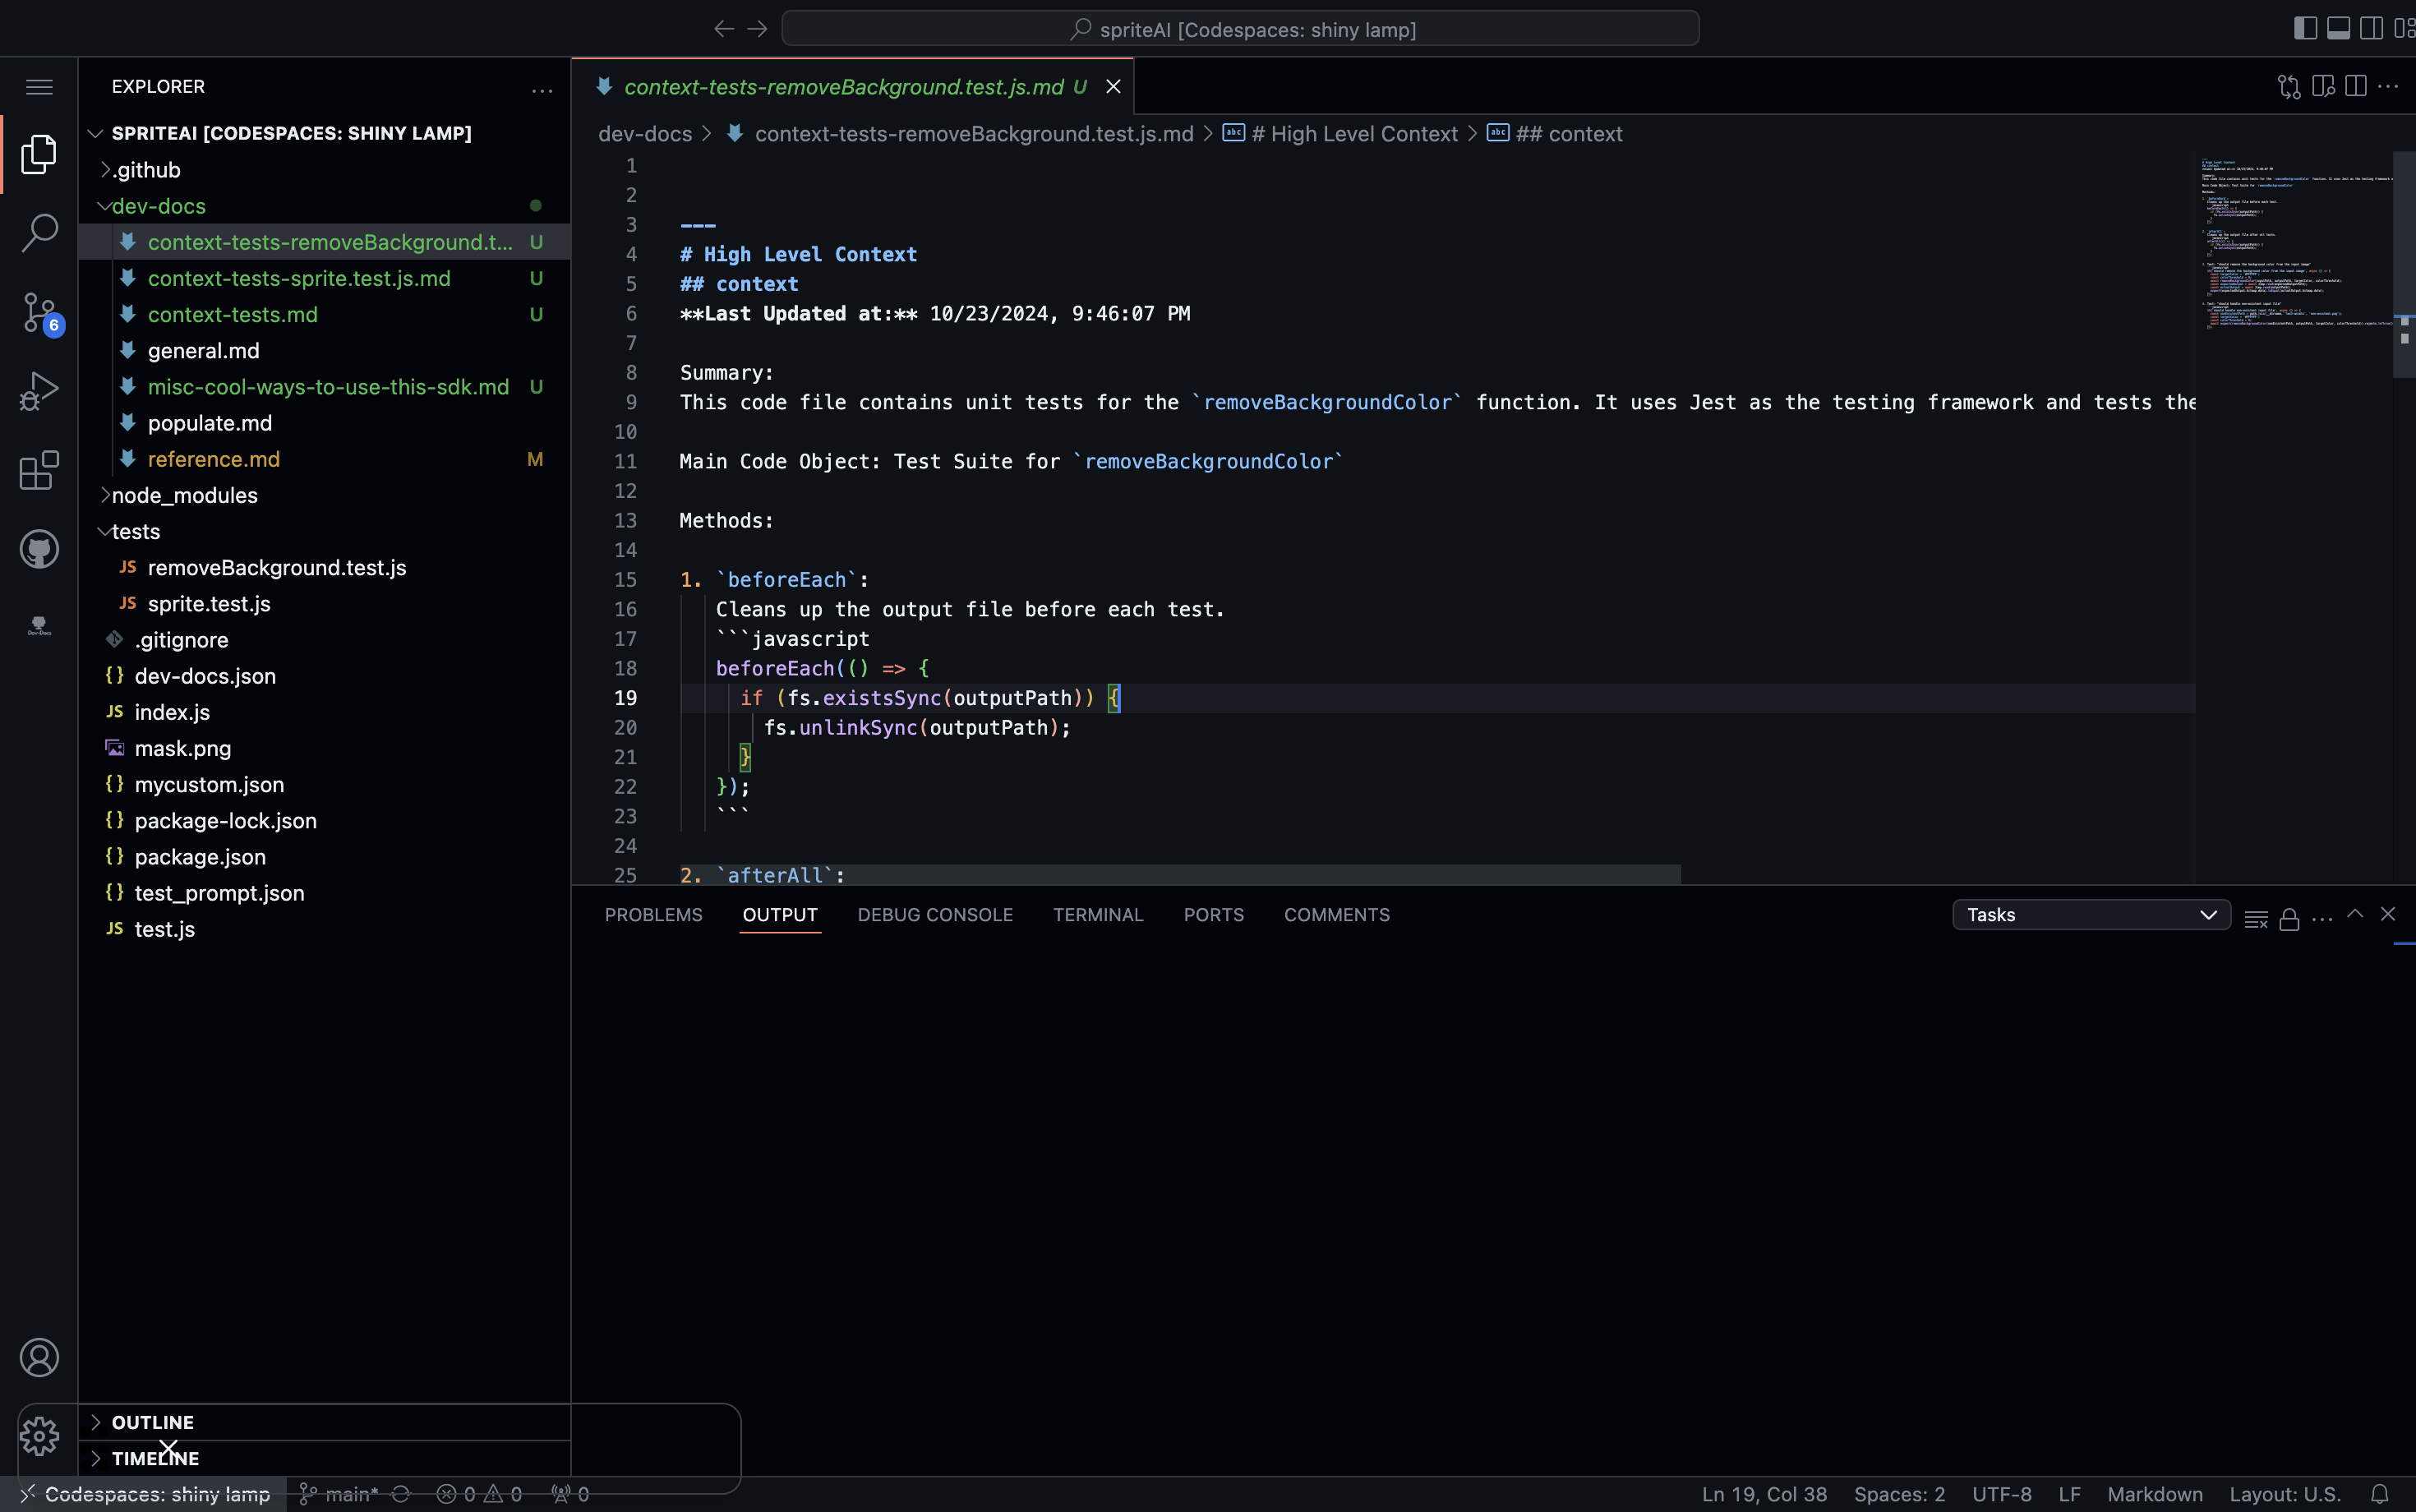 spriteAI [Codespaces: shiny lamp]
EXPLORER
SPRITEAI [CODESPACES: SHINY LAMP]
.github
dev-docs
context-tests-removeBackground.t... U
context-tests-sprite.test.js.md U
context-tests.md U
general.md
misc-cool-ways-to-use-this-sdk.md U
populate.md
reference.md M
node_modules
tests
JS removeBackground.test.js
JS sprite.test.js
.gitignore
{} dev-docs.json
JS index.js
mask.png
{} mycustom.json
{} package-lock.json
{} package.json
{} test_prompt.json
JS test.js
OUTLINE
TIMELINE
6
Dev-Docs
context-tests-removeBackground.test.js.md U
dev-docs > context-tests-removeBackground.test.js.md > abc # High Level Context > abc ## context
1
2
3 ---
4 # High Level Context
5 ## context
6 **Last Updated at:** 10/23/2024, 9:46:07 PM
7
8 Summary:
9 This code file contains unit tests for the `removeBackgroundColor` function. It uses Jest as the testing framework and tests the
10
11 Main Code Object: Test Suite for `removeBackgroundColor`
12
13 Methods:
14
15 1. `beforeEach`:
16 Cleans up the output file before each test.
17 ```javascript
18 beforeEach(() => {
19 if (fs.existsSync(outputPath)) {
20 fs.unlinkSync(outputPath);
21 }
22 });
23 ```
24
25 2. `afterAll`:
PROBLEMS OUTPUT DEBUG CONSOLE TERMINAL PORTS COMMENTS
Tasks
Codespaces: shiny lamp main* 0 0 0
Ln 19, Col 38 Spaces: 2 UTF-8 LF Markdown Layout: U.S.